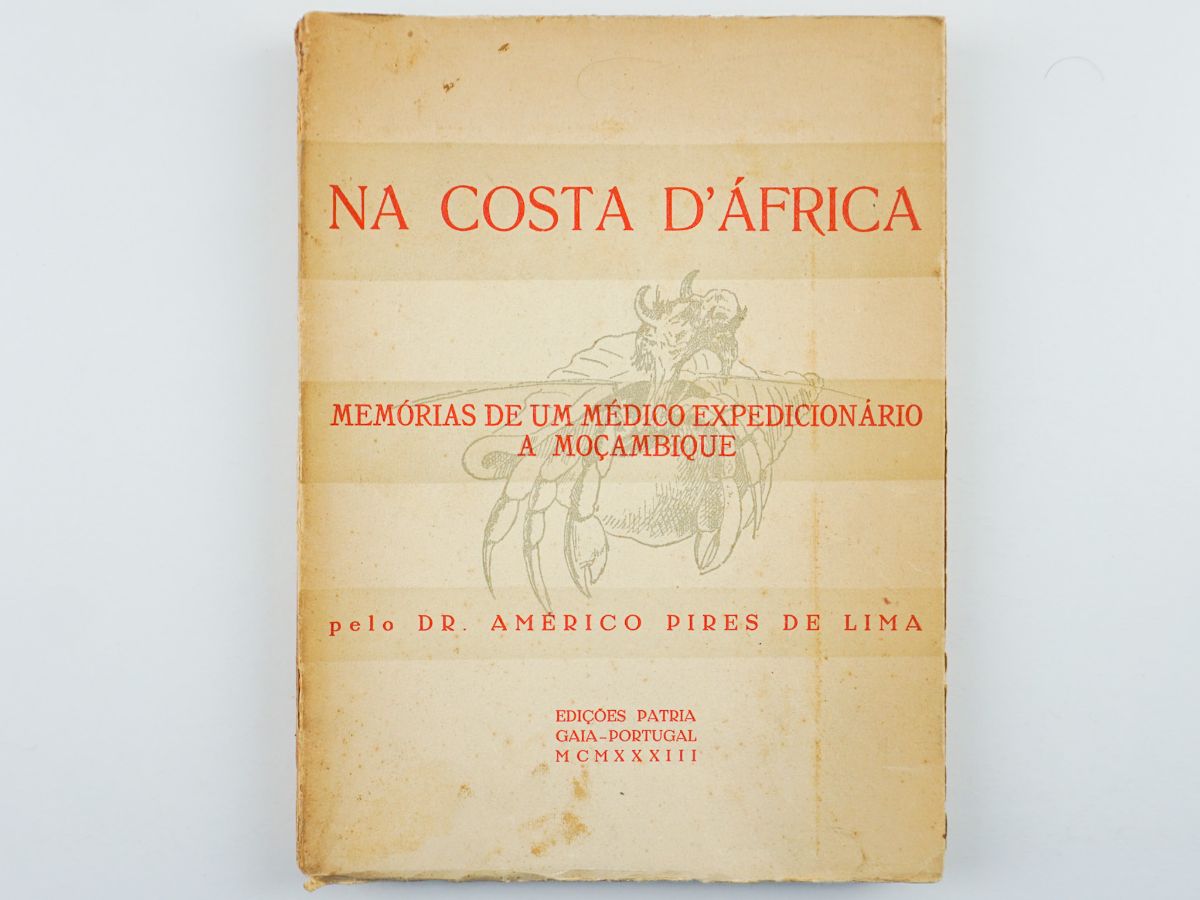 NA COSTA D'ÁFRICA
MEMÓRIAS DE UM MÉDICO EXPEDICIONÁRIO
A MOÇAMBIQUE
pelo DR. AMÉRICO PIRES DE LIMA
EDIÇÕES PATRIA
GAIA-PORTUGAL
MCMXXXIII